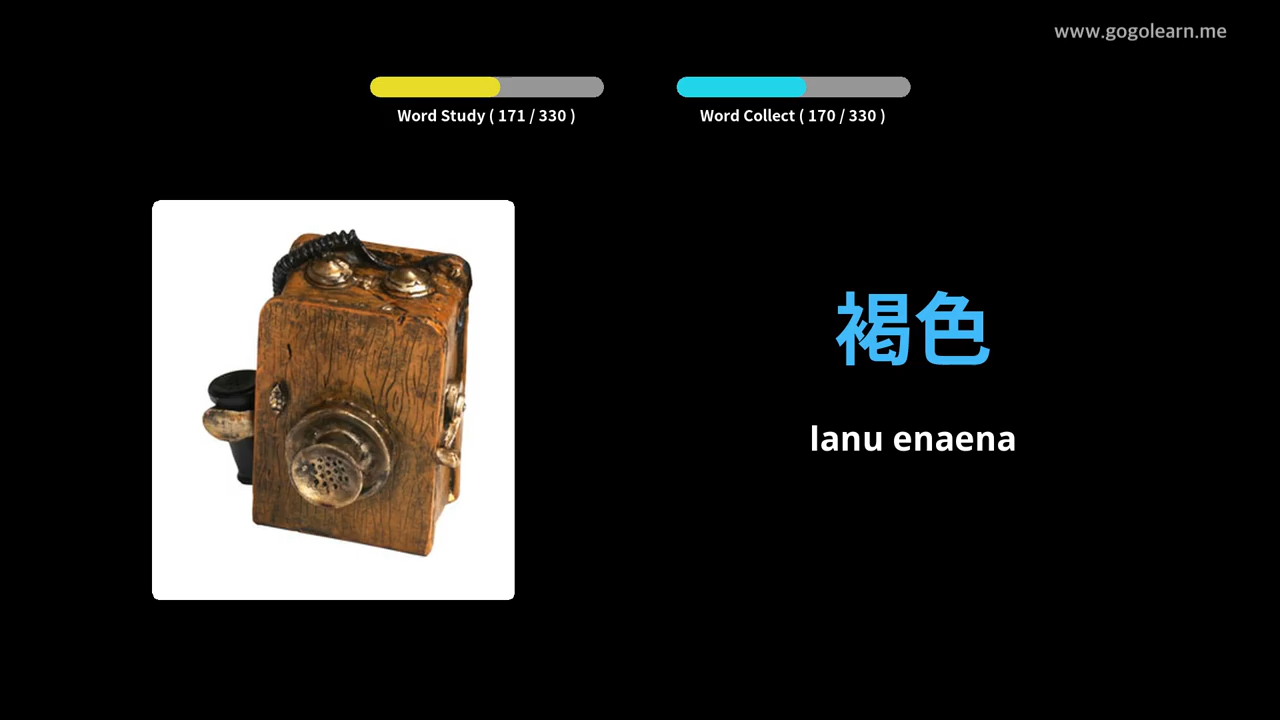 www.gogolearn.me
Word Study ( 171 / 330 )
Word Collect ( 170 / 330 )
褐色
lanu enaena